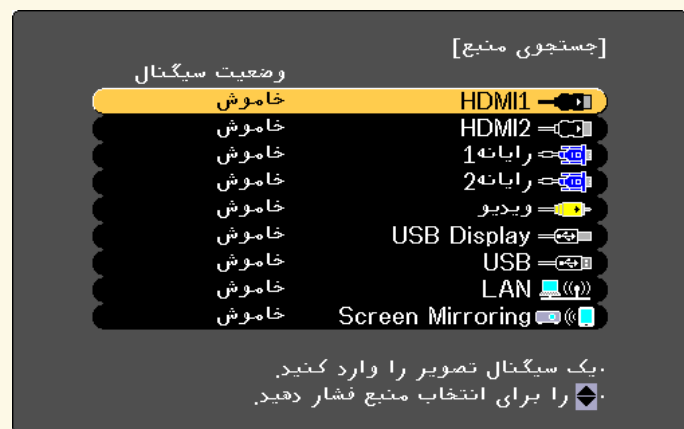 [جستجوی منبع]
وضعیت سیگنال
HDMI1 خاموش
HDMI2 خاموش
رایانه1 خاموش
رایانه2 خاموش
ویدیو خاموش
USB Display خاموش
USB خاموش
LAN خاموش
Screen Mirroring خاموش
.یک سیگنال تصویر را وارد کنید.
.را برای انتخاب منبع فشار دهید.